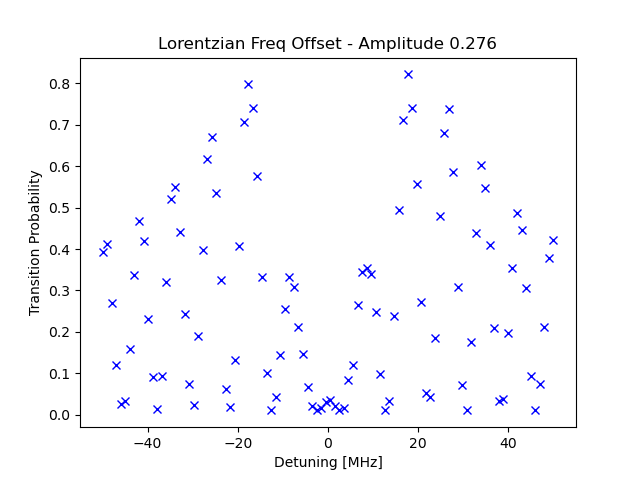 Lorentzian Freq Offset - Amplitude 0.276
Transition Probability
0.8
0.7
0.6
0.5
0.4
0.3
0.2
0.1
0.0
−40 −20 0 20 40
Detuning [MHz]